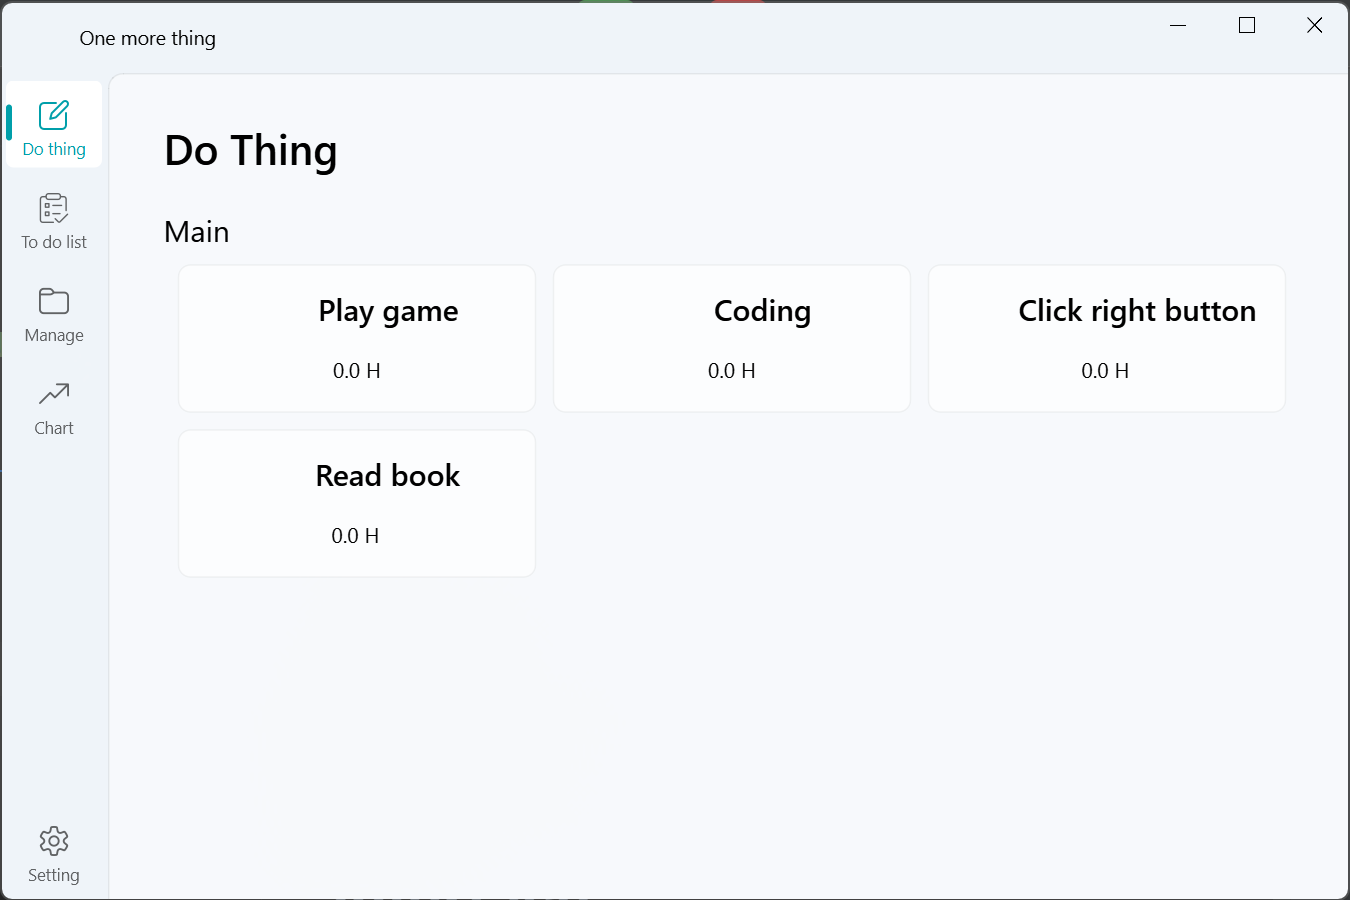 One more thing
Do thing
To do list
Manage
Chart
Setting
Do Thing
Main
Play game
0.0 H
Coding
0.0 H
Click right button
0.0 H
Read book
0.0 H